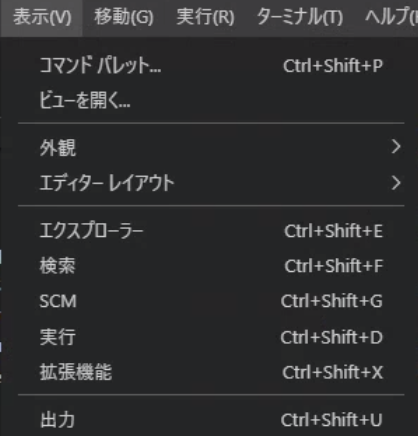 表示(V) 移動(G) 実行(R) ターミナル(T) ヘルプ(
コマンド パレット... Ctrl+Shift+P
ビューを開く...
外観
エディター レイアウト
エクスプローラー Ctrl+Shift+E
検索 Ctrl+Shift+F
SCM Ctrl+Shift+G
実行 Ctrl+Shift+D
拡張機能 Ctrl+Shift+X
出力 Ctrl+Shift+U